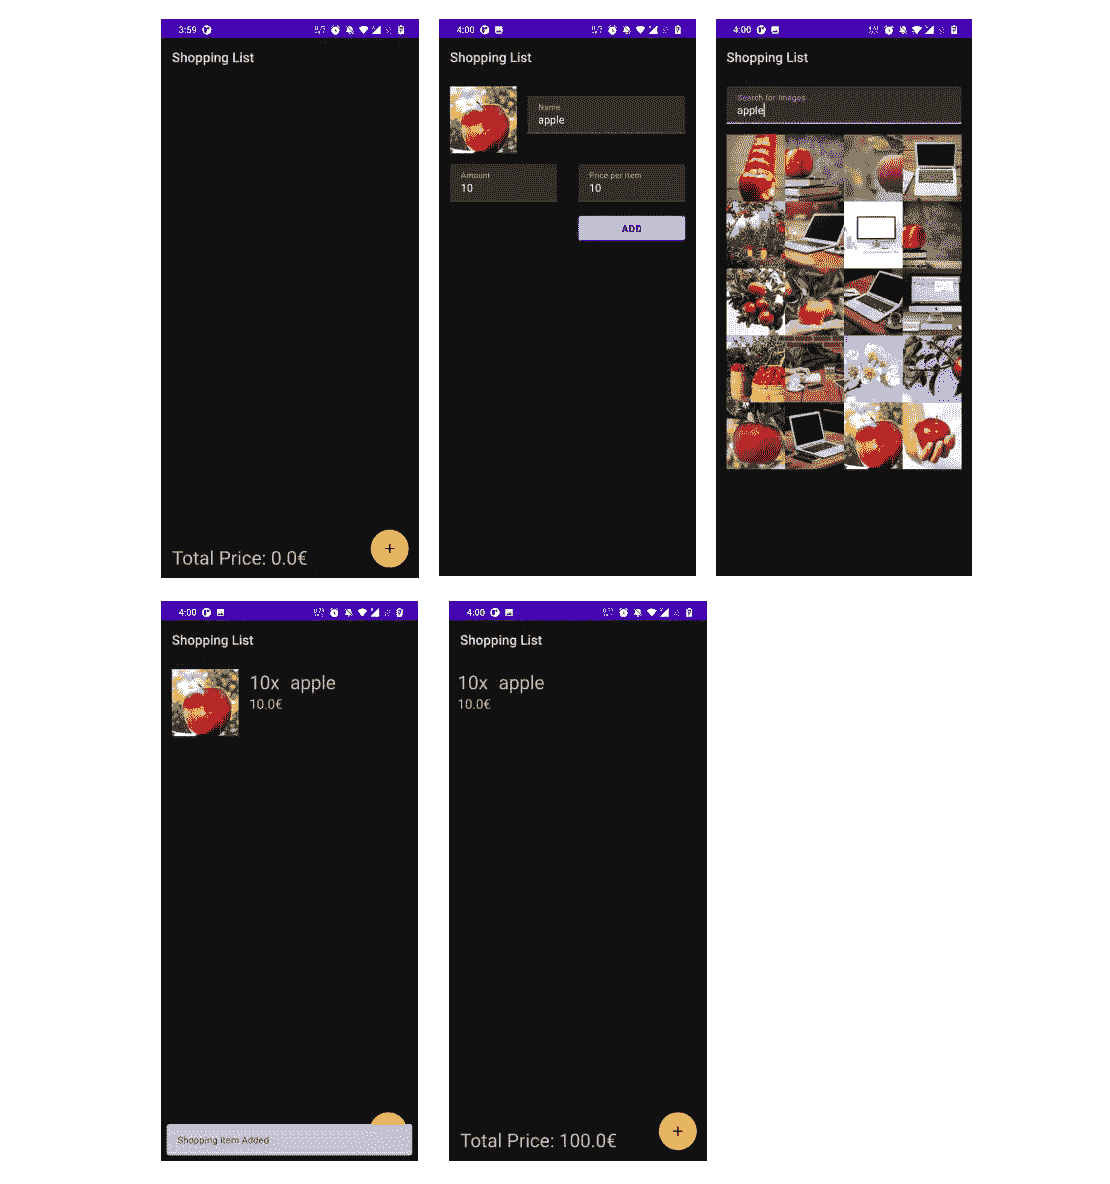 3:59
Shopping List
Total Price: 0.0€
+
4:00
Shopping List
Name
apple
Amount
10
Price per Item
10
ADD
4:00
Shopping List
Search for Images...
apple
4:00
Shopping List
10x apple
10.0€
Shopping Item Added
4:00
Shopping List
10x apple
10.0€
Total Price: 100.0€
+